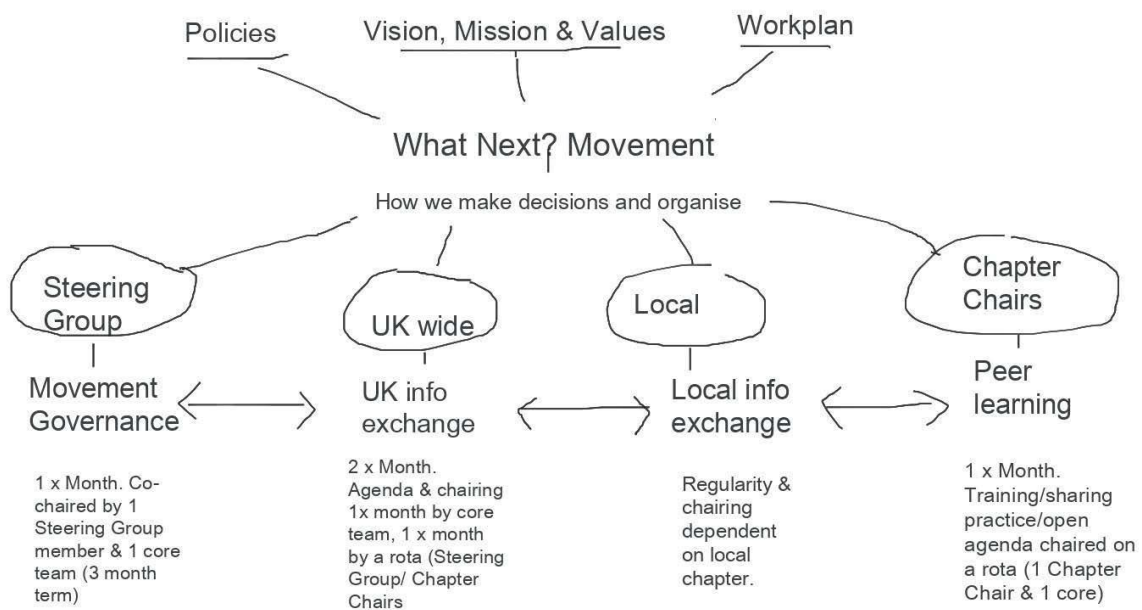 Policies
Vision, Mission & Values
Workplan
What Next? Movement
How we make decisions and organise
Steering
Group
UK wide
Local
Chapter
Chairs
Movement
Governance
UK info
exchange
Local info
exchange
Peer
learning
1 x Month. Co-
chaired by 1
Steering Group
member & 1 core
team (3 month
term)
2 x Month.
Agenda & chairing
1x month by core
team, 1 x month
by a rota (Steering
Group/ Chapter
Chairs
Regularity &
chairing
dependent
on local
chapter.
1 x Month.
Training/sharing
practice/open
agenda chaired on
a rota (1 Chapter
Chair & 1 core)